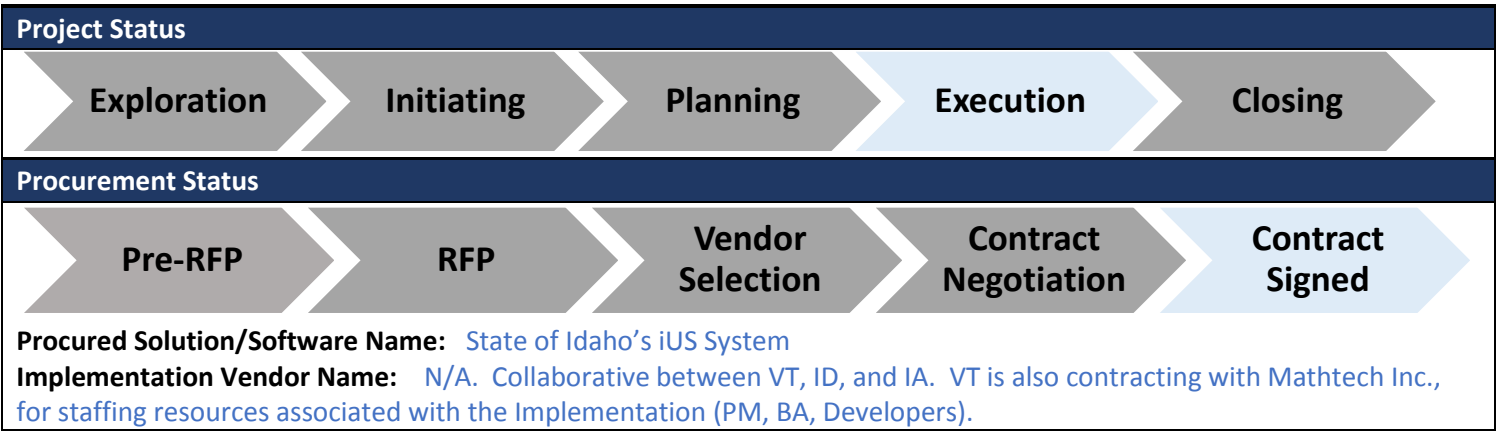 Project Status
Exploration Initiating Planning Execution Closing
Procurement Status
Pre-RFP RFP Vendor Selection Contract Negotiation Contract Signed
Procured Solution/Software Name: State of Idaho’s iUS System
Implementation Vendor Name: N/A. Collaborative between VT, ID, and IA. VT is also contracting with Mathtech Inc.,
for staffing resources associated with the Implementation (PM, BA, Developers).